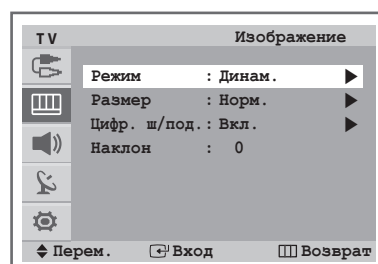 TV Изображение
Режим : Динам.
Размер : Норм.
Цифр. ш/под. : Вкл.
Наклон : 0
Перем. Вход Возврат